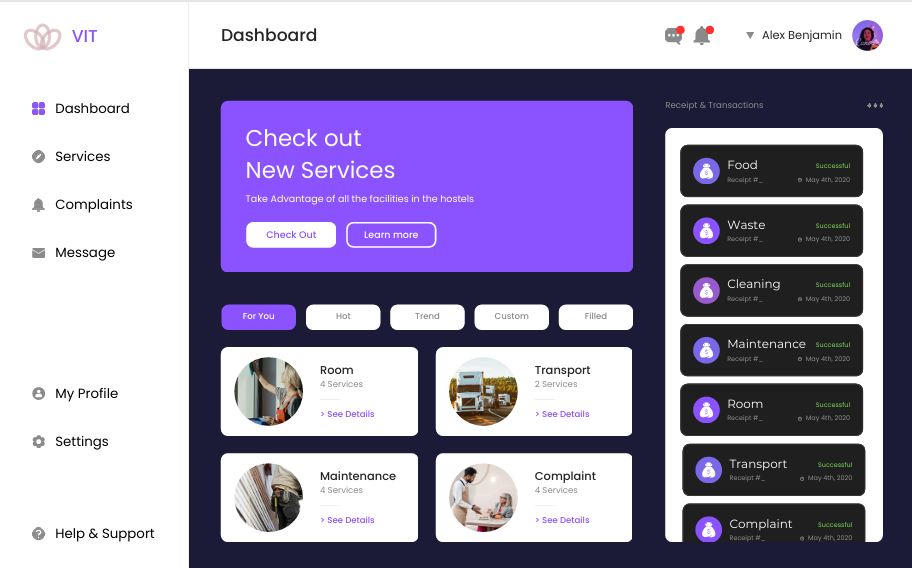 VIT
Dashboard
Services
Complaints
Message
My Profile
Settings
Help & Support
Dashboard
Alex Benjamin
Check out
New Services
Take Advantage of all the facilities in the hostels
Check Out
Learn more
For You
Hot
Trend
Custom
Filled
Room
4 Services
> See Details
Transport
2 Services
> See Details
Maintenance
4 Services
> See Details
Complaint
4 Services
> See Details
Receipt & Transactions
Food
Successful
Receipt #_
May 4th, 2020
Waste
Successful
Receipt #_
May 4th, 2020
Cleaning
Successful
Receipt #_
May 4th, 2020
Maintenance
Successful
Receipt #_
May 4th, 2020
Room
Successful
Receipt #_
May 4th, 2020
Transport
Successful
Receipt #_
May 4th, 2020
Complaint
Successful
Receipt #_
May 4th, 2020